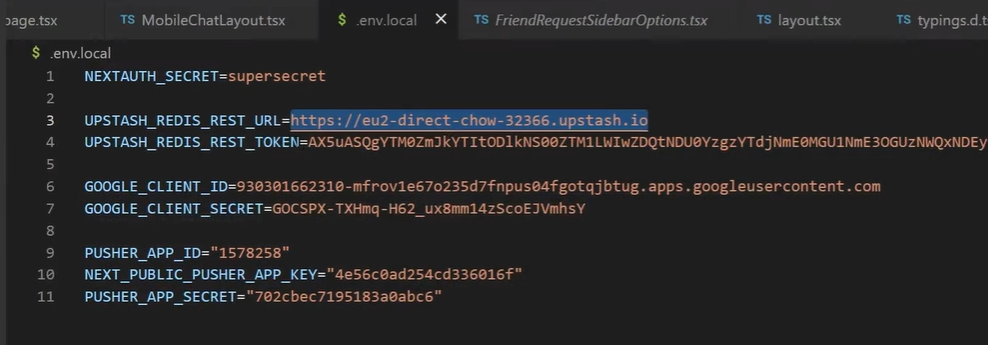 page.tsx
TS MobileChatLayout.tsx
$ .env.local ×
TS FriendRequestSidebarOptions.tsx
TS layout.tsx
TS typings.d.ts
$ .env.local
1 NEXTAUTH_SECRET=supersecret
2
3 UPSTASH_REDIS_REST_URL=https://eu2-direct-chow-32366.upstash.io
4 UPSTASH_REDIS_REST_TOKEN=AX5uASQgYTM0ZmJkYTItODlkNS00ZTM1LWIwZDQtNDU0YzgzYTdjNmE0MGU1NmE3OGUzNWQxNDEy
5
6 GOOGLE_CLIENT_ID=930301662310-mfrov1e67o235d7fnpus04fgotqjbtug.apps.googleusercontent.com
7 GOOGLE_CLIENT_SECRET=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
8
9 PUSHER_APP_ID="1578258"
10 NEXT_PUBLIC_PUSHER_APP_KEY="4e56c0ad254cd336016f"
11 PUSHER_APP_SECRET="702cbec7195183a0abc6"